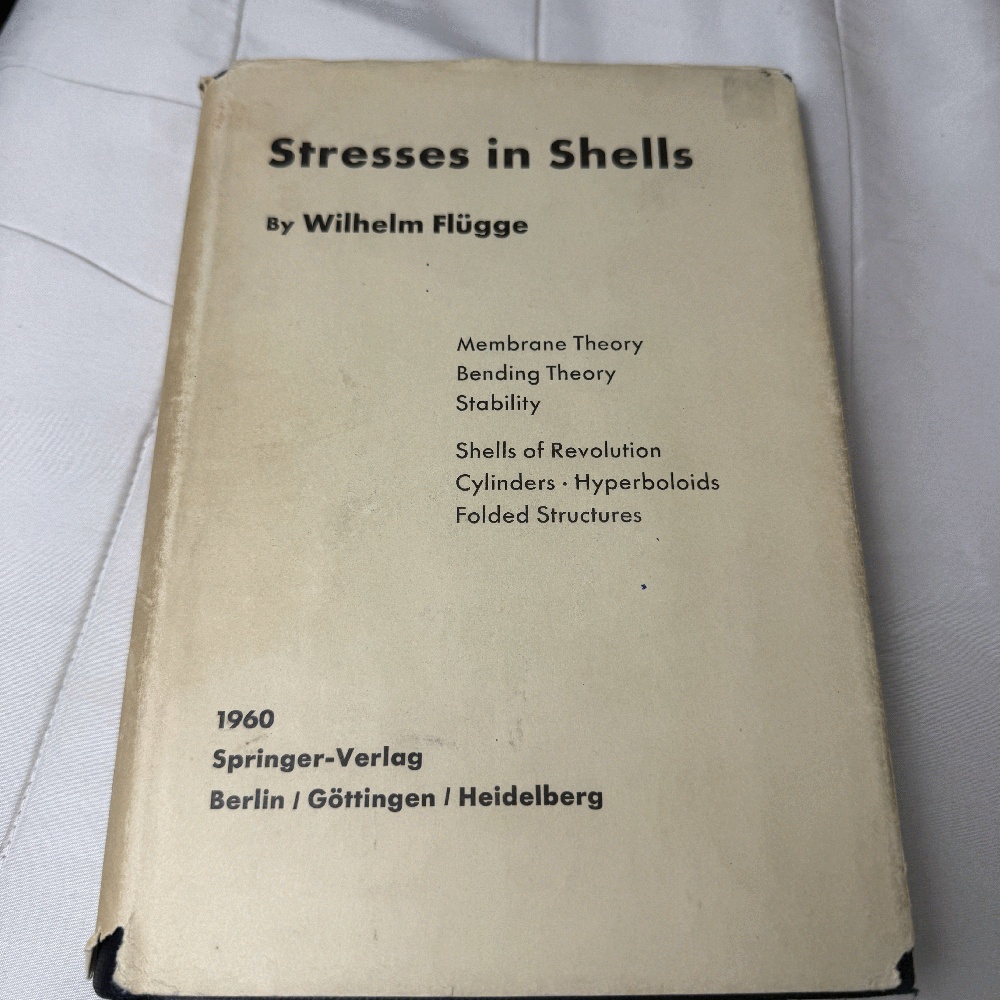 Stresses in Shells
By Wilhelm Flügge
Membrane Theory
Bending Theory
Stability
Shells of Revolution
Cylinders · Hyperboloids
Folded Structures
1960
Springer-Verlag
Berlin / Göttingen / Heidelberg